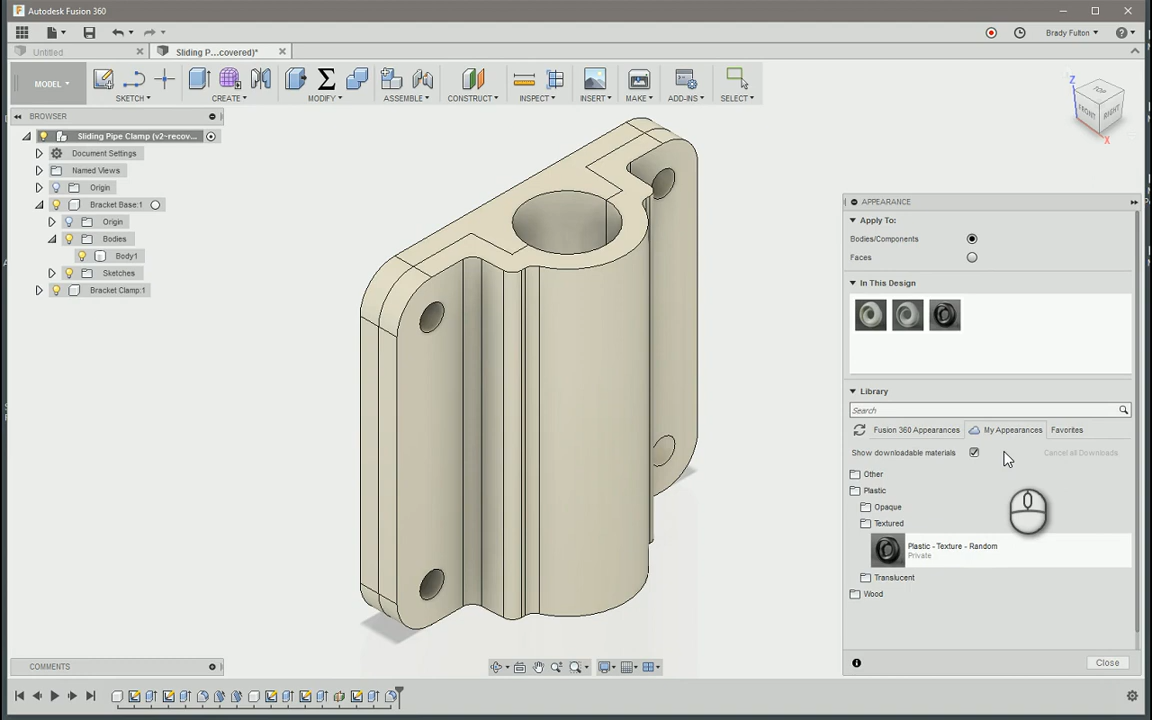 Autodesk Fusion 360
Brady Fulton
Untitled
Sliding P...covered)*
MODEL
SKETCH
CREATE
MODIFY
ASSEMBLE
CONSTRUCT
INSPECT
INSERT
MAKE
ADD-INS
SELECT
BROWSER
Sliding Pipe Clamp (v2~recov...
Document Settings
Named Views
Origin
Bracket Base:1
Origin
Bodies
Body1
Sketches
Bracket Clamp:1
Z
TOP
FRONT
RIGHT
X
APPEARANCE
Apply To:
Bodies/Components
Faces
In This Design
Library
Search
Fusion 360 Appearances
My Appearances
Favorites
Show downloadable materials
Cancel all Downloads
Other
Plastic
Opaque
Textured
Plastic - Texture - Random
Private
Translucent
Wood
Close
COMMENTS